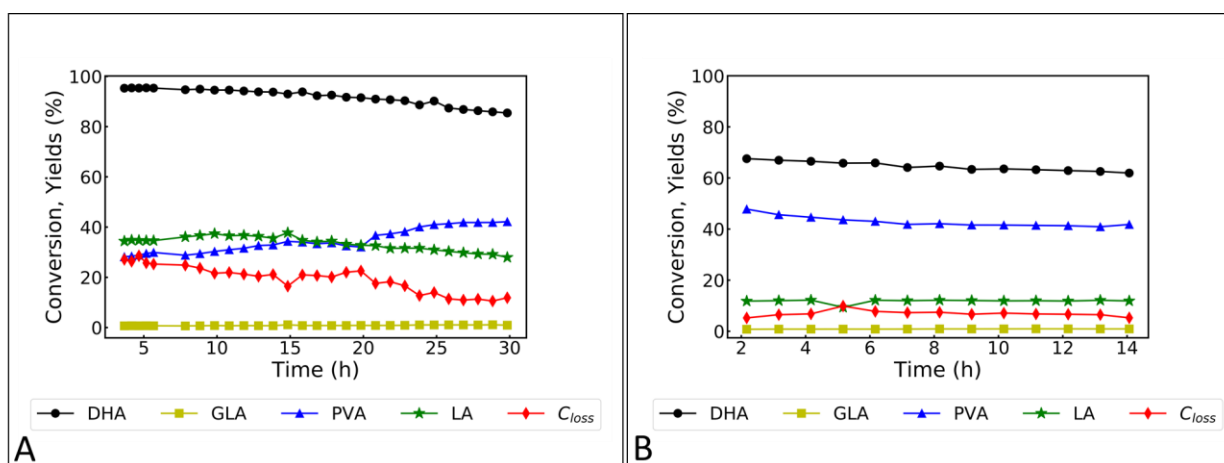 100
80
60
40
20
0
Conversion, Yields (%)
5 10 15 20 25 30
Time (h)
DHA GLA PVA LA C_loss
A
100
80
60
40
20
0
Conversion, Yields (%)
2 4 6 8 10 12 14
Time (h)
DHA GLA PVA LA C_loss
B